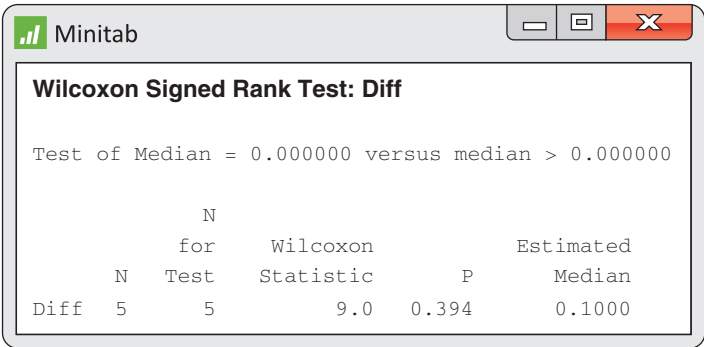 Minitab
Wilcoxon Signed Rank Test: Diff
Test of Median = 0.000000 versus median > 0.000000
N
for Wilcoxon Estimated
N Test Statistic P Median
Diff 5 5 9.0 0.394 0.1000